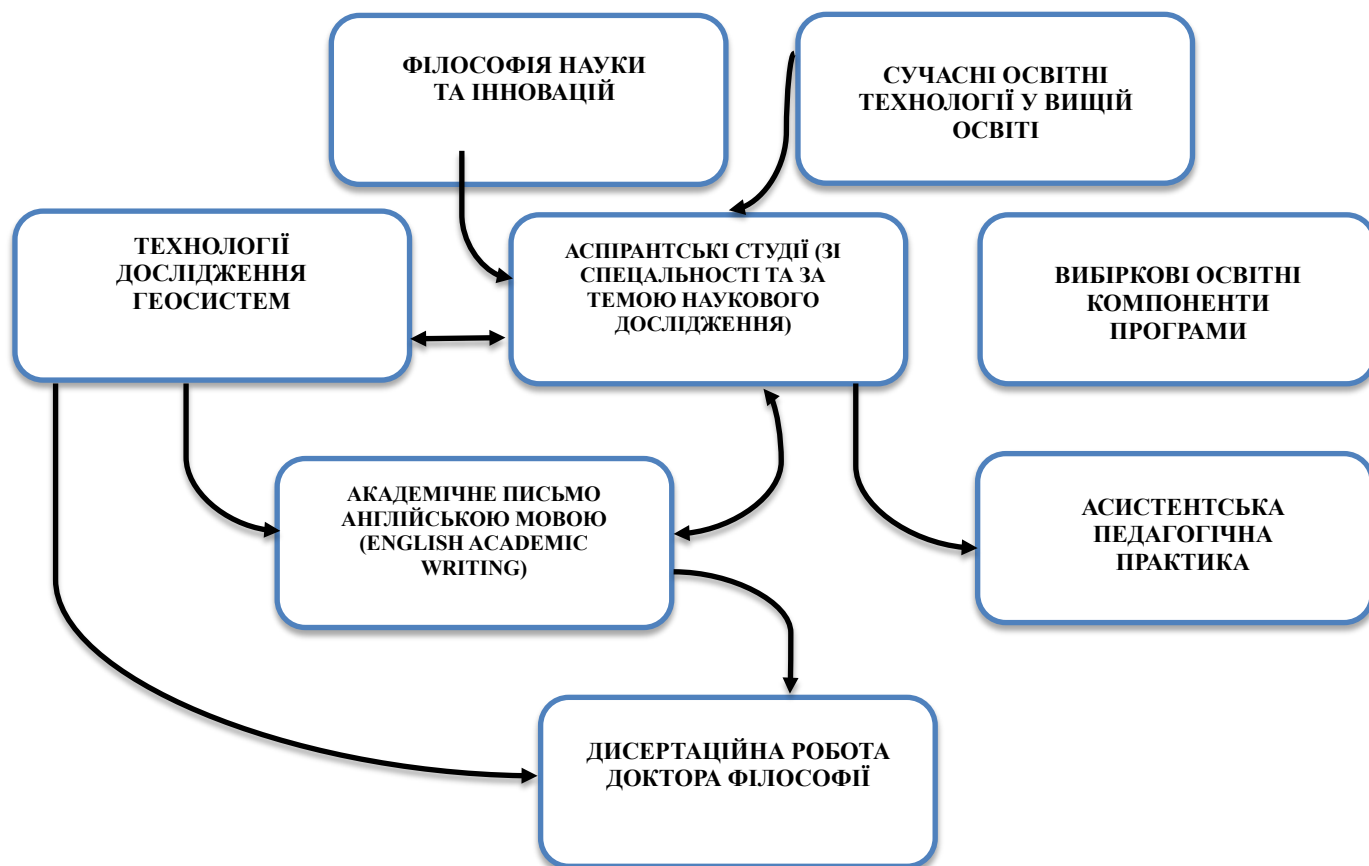 ФІЛОСОФІЯ НАУКИ
ТА ІННОВАЦІЙ
СУЧАСНІ ОСВІТНІ
ТЕХНОЛОГІЇ У ВИЩІЙ
ОСВІТІ
ТЕХНОЛОГІЇ
ДОСЛІДЖЕННЯ
ГЕОСИСТЕМ
АСПІРАНТСЬКІ СТУДІЇ (ЗІ
СПЕЦАЛЬНОСТІ ТА ЗА
ТЕМОЮ НАУКОВОГО
ДОСЛІДЖЕННЯ)
ВИБІРКОВІ ОСВІТНІ
КОМПОНЕНТИ
ПРОГРАМИ
АКАДЕМІЧНЕ ПИСЬМО
АНГЛІЙСЬКОЮ МОВОЮ
(ENGLISH ACADEMIC
WRITING)
АСИСТЕНТСЬКА
ПЕДАГОГІЧНА
ПРАКТИКА
ДИСЕРТАЦІЙНА РОБОТА
ДОКТОРА ФІЛОСОФІЇ